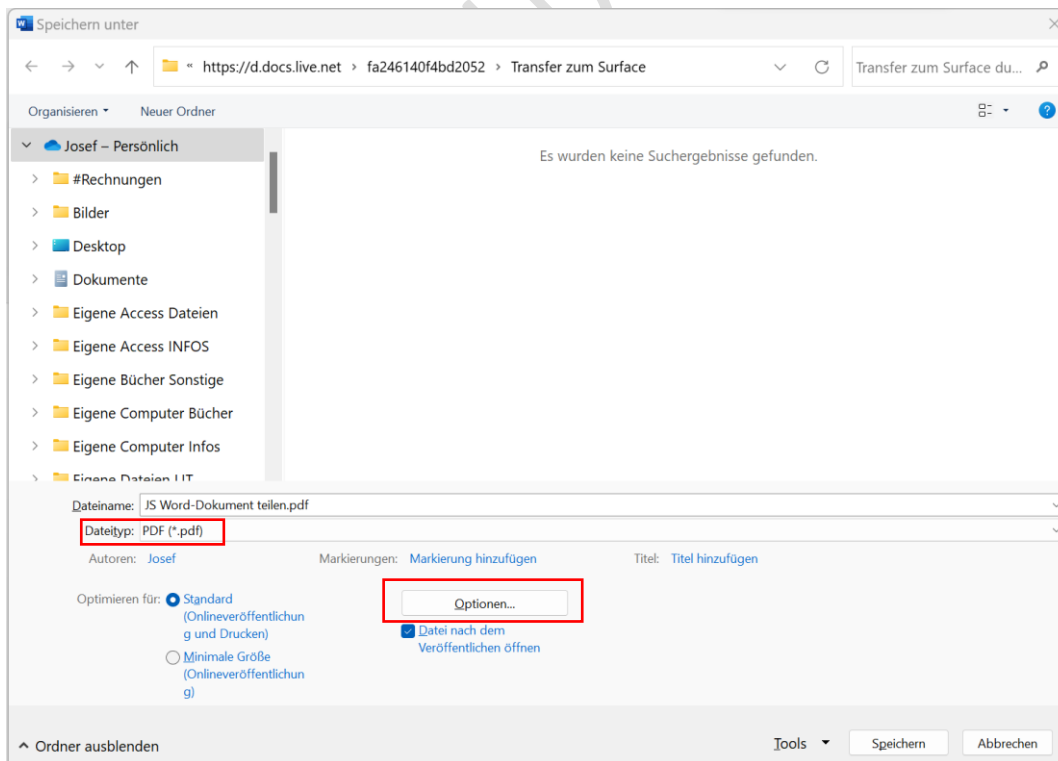 Speichern unter
« https://d.docs.live.net › fa246140f4bd2052 › Transfer zum Surface
Transfer zum Surface du...
Organisieren
Neuer Ordner
Josef – Persönlich
Es wurden keine Suchergebnisse gefunden.
#Rechnungen
Bilder
Desktop
Dokumente
Eigene Access Dateien
Eigene Access INFOS
Eigene Bücher Sonstige
Eigene Computer Bücher
Eigene Computer Infos
Eigene Dateien
Dateiname: JS Word-Dokument teilen.pdf
Dateityp: PDF (*.pdf)
Autoren: Josef
Markierungen: Markierung hinzufügen
Titel: Titel hinzufügen
Optimieren für: Standard
(Onlineveröffentlichun
g und Drucken)
Minimale Größe
(Onlineveröffentlichun
g)
Optionen...
Datei nach dem
Veröffentlichen öffnen
Ordner ausblenden
Tools
Speichern
Abbrechen